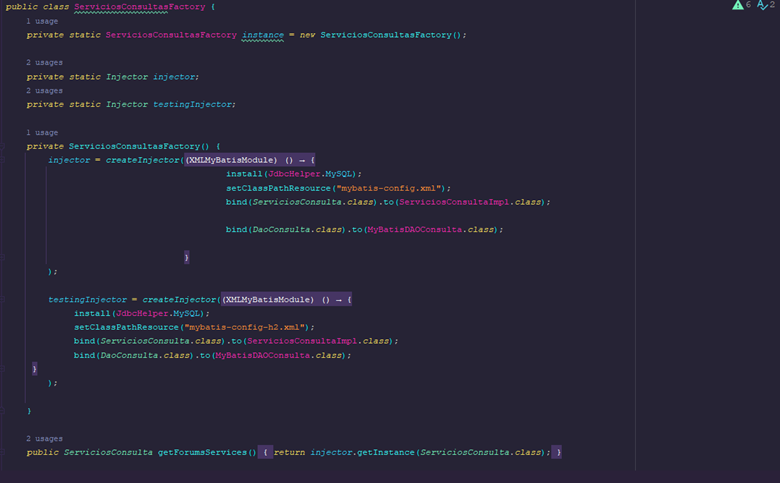 public class ServiciosConsultasFactory {
6 2
1 usage
private static ServiciosConsultasFactory instance = new ServiciosConsultasFactory();
2 usages
private static Injector injector;
2 usages
private static Injector testingInjector;
1 usage
private ServiciosConsultasFactory() {
injector = createInjector((XMLMyBatisModule) () → {
install(JdbcHelper.MySQL);
setClassPathResource("mybatis-config.xml");
bind(ServiciosConsulta.class).to(ServiciosConsultaImpl.class);
bind(DaoConsulta.class).to(MyBatisDAOConsulta.class);
}
);
testingInjector = createInjector((XMLMyBatisModule) () → {
install(JdbcHelper.MySQL);
setClassPathResource("mybatis-config-h2.xml");
bind(ServiciosConsulta.class).to(ServiciosConsultaImpl.class);
bind(DaoConsulta.class).to(MyBatisDAOConsulta.class);
}
);
}
2 usages
public ServiciosConsulta getForumsServices() { return injector.getInstance(ServiciosConsulta.class); }